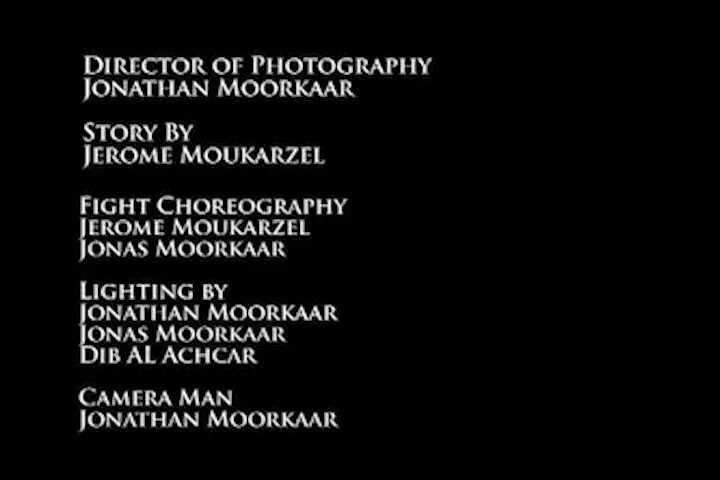 Director of Photography
Jonathan Moorkaar
Story By
Jerome Moukarzel
Fight Choreography
Jerome Moukarzel
Jonas Moorkaar
Lighting by
Jonathan Moorkaar
Jonas Moorkaar
Dib AL Achcar
Camera Man
Jonathan Moorkaar